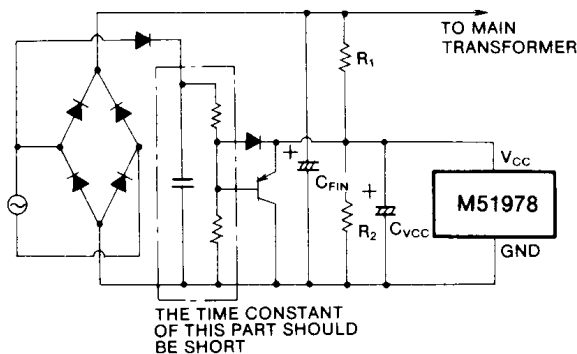 TO MAIN
TRANSFORMER
R1
VCC
+
CFIN
+
M51978
R2
CVCC
GND
THE TIME CONSTANT
OF THIS PART SHOULD
BE SHORT